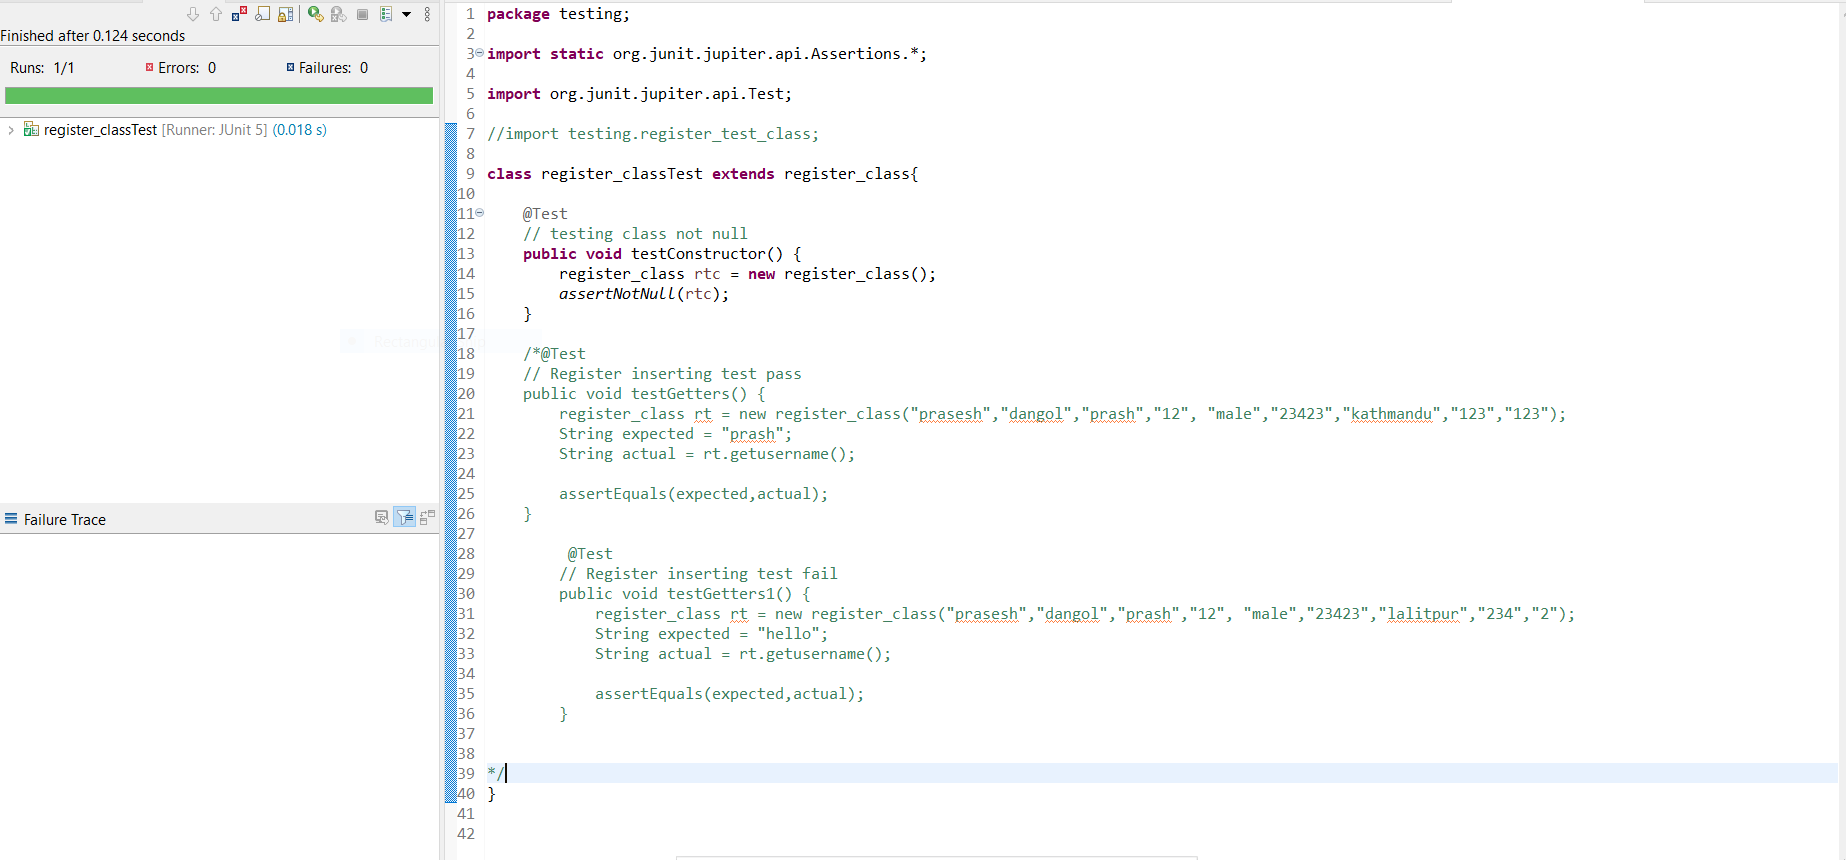 Finished after 0.124 seconds
Runs: 1/1 Errors: 0 Failures: 0
register_classTest [Runner: JUnit 5] (0.018 s)
Failure Trace
1 package testing;
2
3 import static org.junit.jupiter.api.Assertions.*;
4
5 import org.junit.jupiter.api.Test;
6
7 //import testing.register_test_class;
8
9 class register_classTest extends register_class{
10
11 @Test
12 // testing class not null
13 public void testConstructor() {
14 register_class rtc = new register_class();
15 assertNotNull(rtc);
16 }
17
18 /*@Test
19 // Register inserting test pass
20 public void testGetters() {
21 register_class rt = new register_class("prasesh","dangol","prash","12", "male","23423","kathmandu","123","123");
22 String expected = "prash";
23 String actual = rt.getusername();
24
25 assertEquals(expected,actual);
26 }
27
28 @Test
29 // Register inserting test fail
30 public void testGetters1() {
31 register_class rt = new register_class("prasesh","dangol","prash","12", "male","23423","lalitpur","234","2");
32 String expected = "hello";
33 String actual = rt.getusername();
34
35 assertEquals(expected,actual);
36 }
37
38
39 */
40 }
41
42